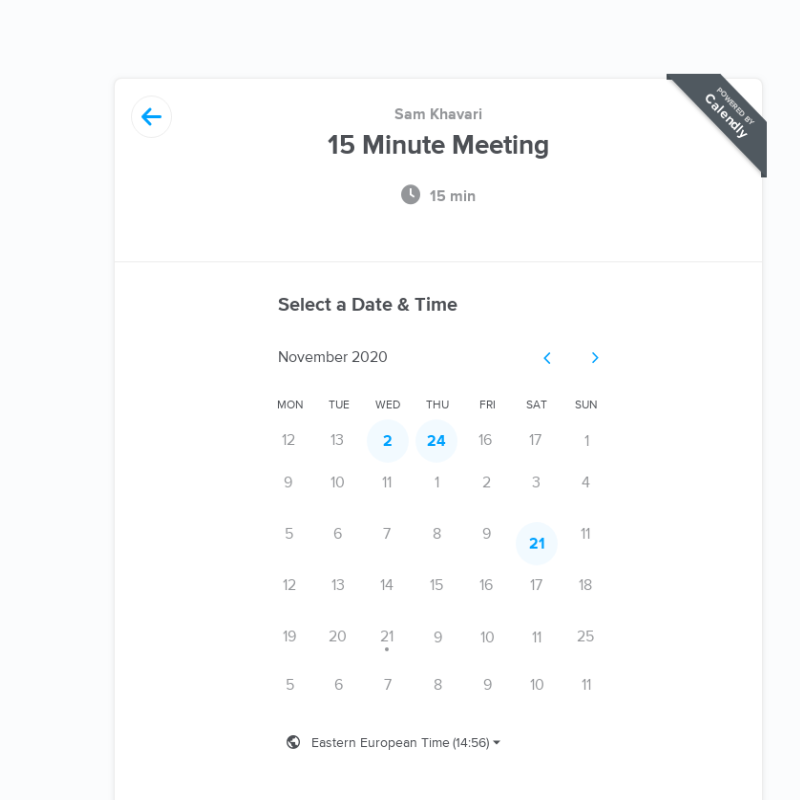 Sam Khavari
POWERED BY
Calendly
15 Minute Meeting
15 min
Select a Date & Time
November 2020
MON TUE WED THU FRI SAT SUN
12 13 2 24 16 17 1
9 10 11 1 2 3 4
5 6 7 8 9 21 11
12 13 14 15 16 17 18
19 20 21 9 10 11 25
5 6 7 8 9 10 11
Eastern European Time (14:56)